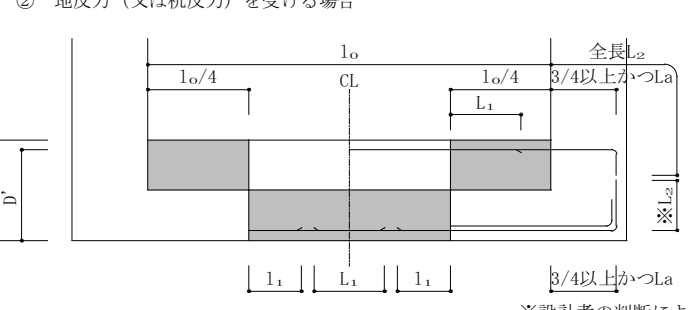 ② 地反力（又は杭反力）を受ける場合
l₀ 全長L₂
l₀/4 CL l₀/4 3/4以上かつLa
L₁
D'
※L₂
l₁ L₁ l₁ 3/4以上かつLa
※設計者の判断によ